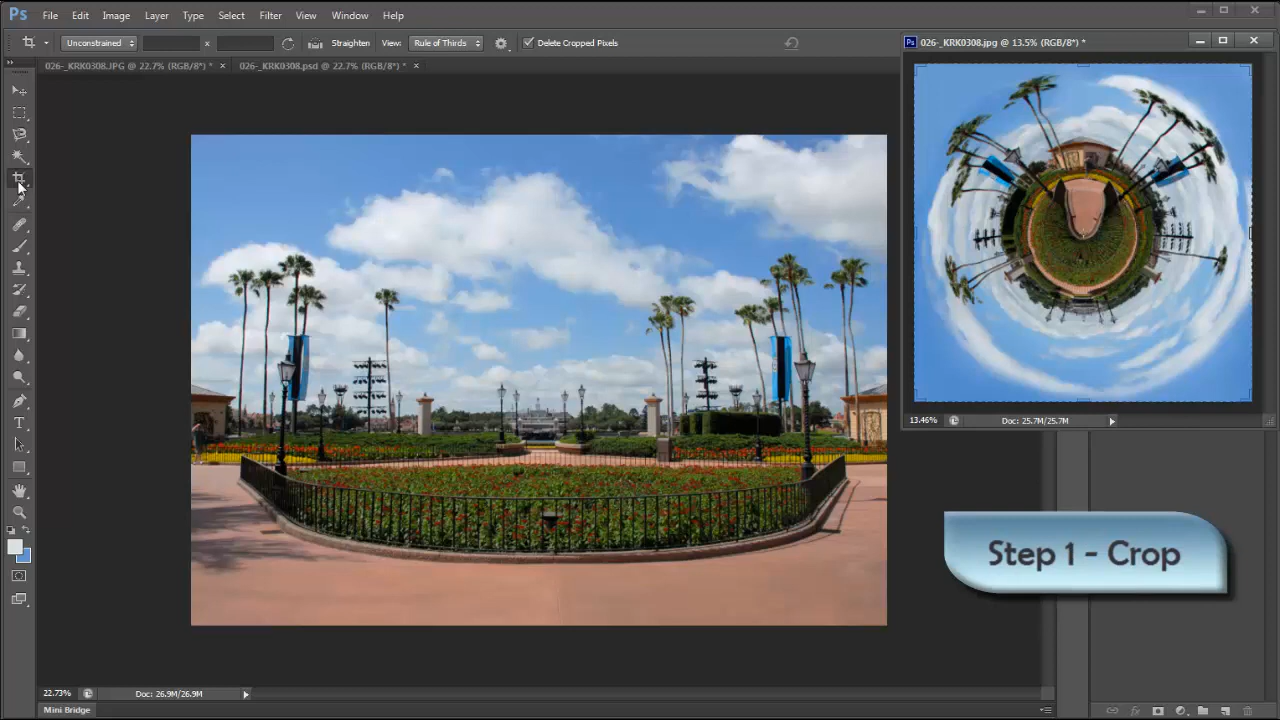 Ps File Edit Image Layer Type Select Filter View Window Help
Unconstrained x Straighten View: Rule of Thirds Delete Cropped Pixels
026-_KRK0308.JPG @ 22.7% (RGB/8*) * × 026-_KRK0308.psd @ 22.7% (RGB/8*) * ×
Ps 026-_KRK0308.jpg @ 13.5% (RGB/8*) *
13.46% Doc: 25.7M/25.7M
Step 1 - Crop
22.73% Doc: 26.9M/26.9M
Mini Bridge